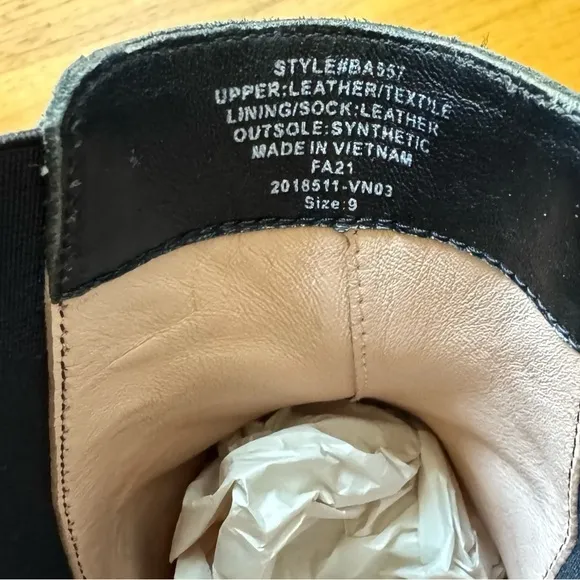 STYLE#BA557
UPPER:LEATHER/TEXTILE
LINING/SOCK:LEATHER
OUTSOLE:SYNTHETIC
MADE IN VIETNAM
FA21
2018511-VN03
Size:9